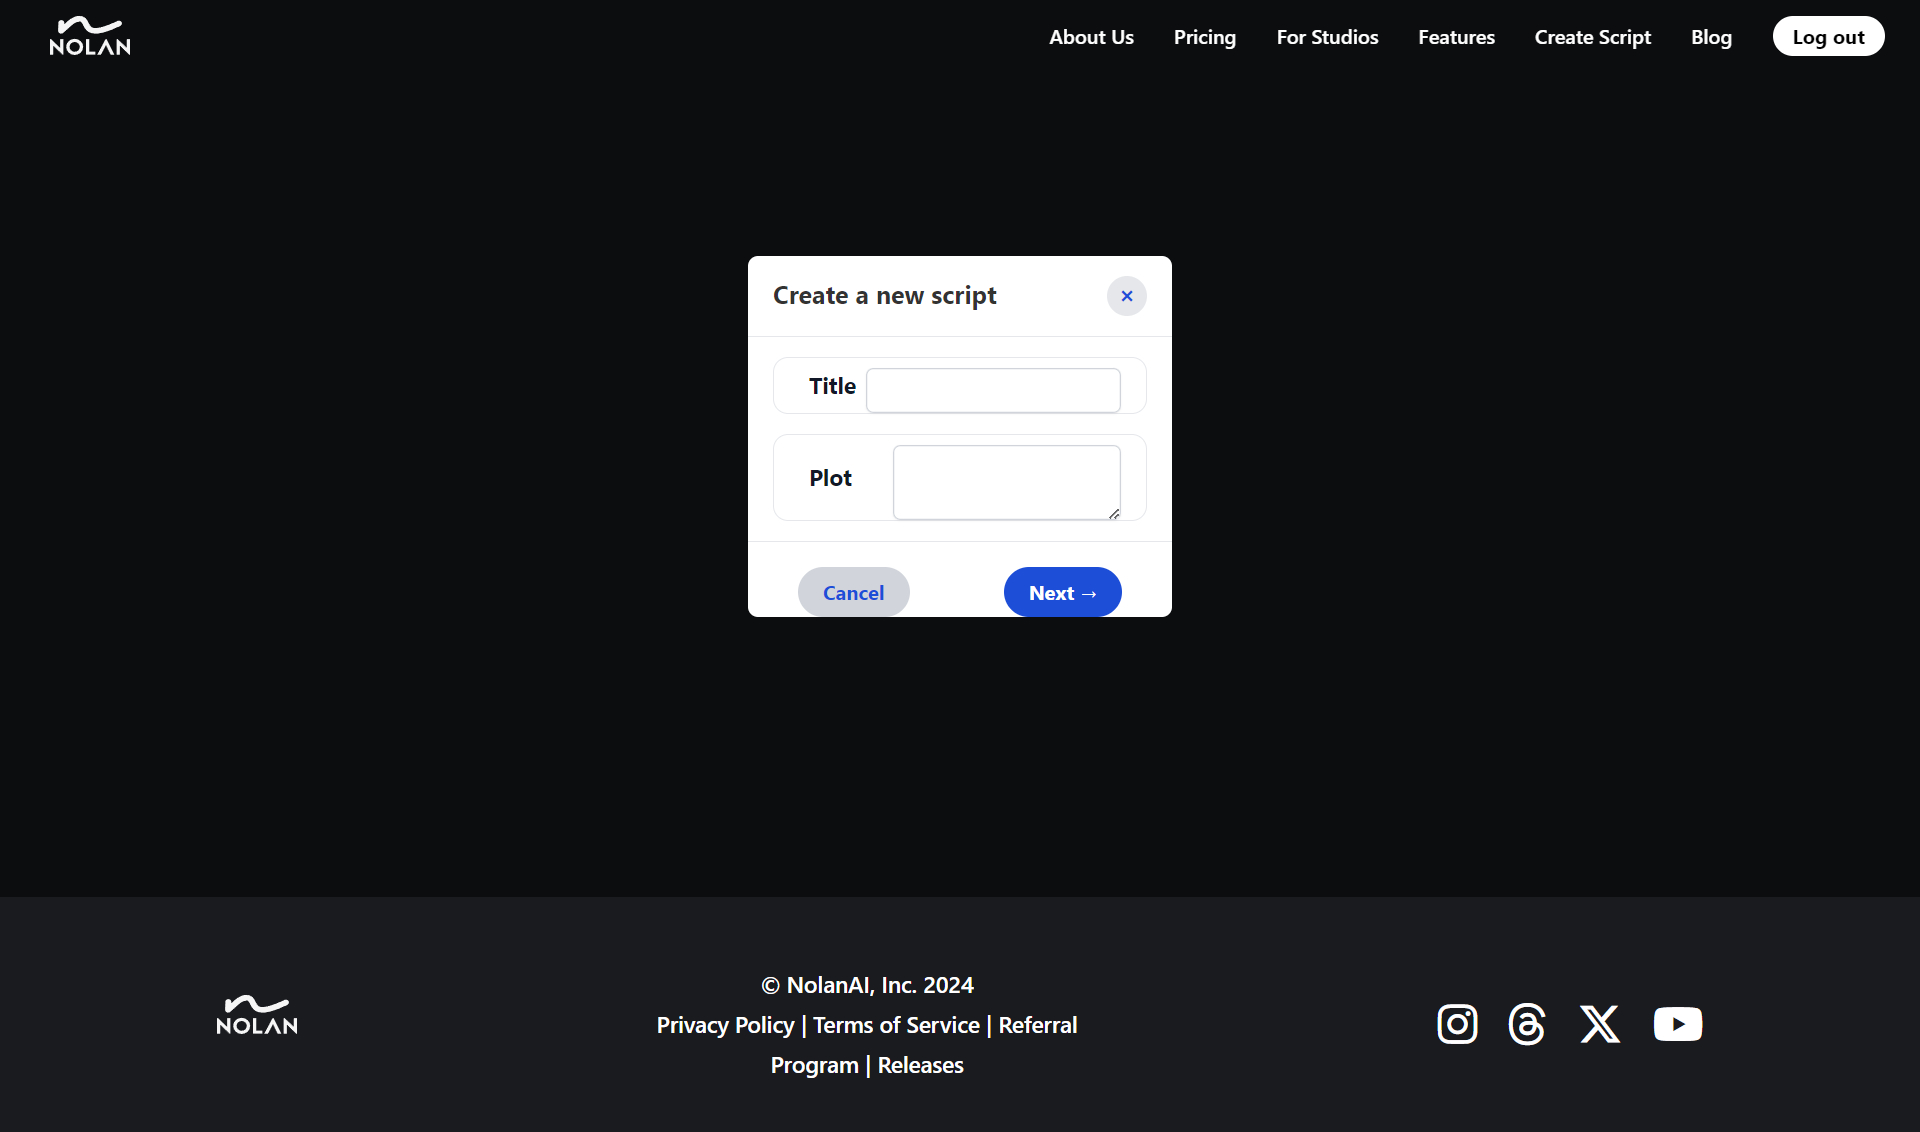 NOLAN
About Us
Pricing
For Studios
Features
Create Script
Blog
Log out
Create a new script
×
Title
Plot
Cancel
Next →
NOLAN
© NolanAI, Inc. 2024
Privacy Policy | Terms of Service | Referral
Program | Releases